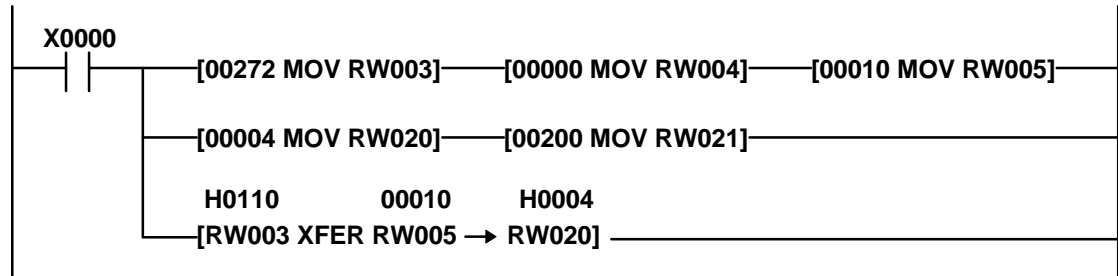 X0000
[00272 MOV RW003] [00000 MOV RW004] [00010 MOV RW005]
[00004 MOV RW020] [00200 MOV RW021]
H0110 00010 H0004
[RW003 XFER RW005 → RW020]